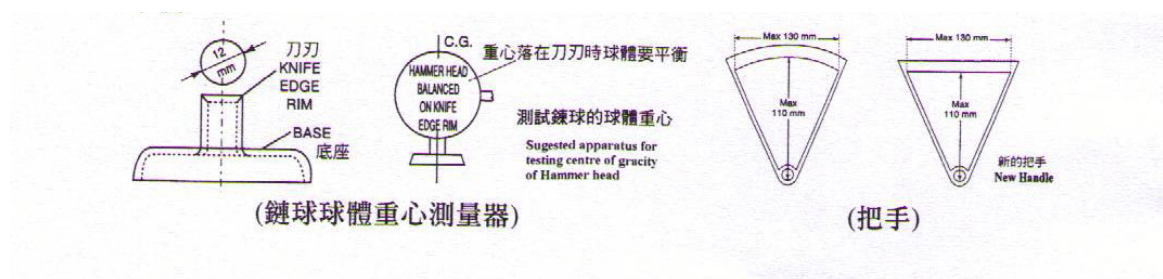 12
mm
刀刃
KNIFE
EDGE
RIM
BASE
底座
C.G.
重心落在刀刃時球體要平衡
HAMMER HEAD
BALANCED
ON KNIFE
EDGE RIM
測試鍊球的球體重心
Sugested apparatus for
testing centre of gracity
of Hammer head
(鏈球球體重心測量器)
Max 130 mm
Max
110 mm
Max 130 mm
Max
110 mm
新的把手
New Handle
(把手)